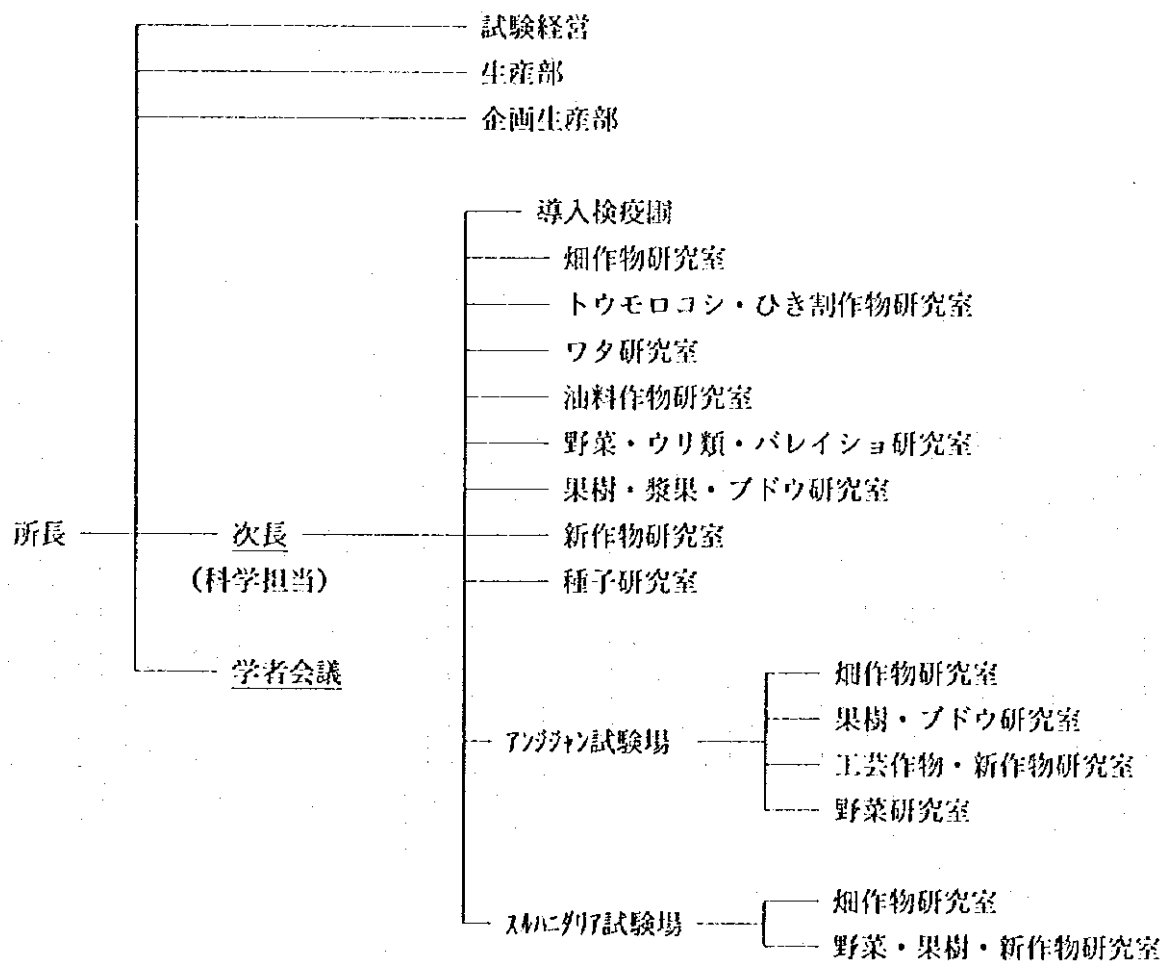 試験経営
生産部
企画生産部
導入検疫圃
畑作物研究室
トウモロコシ・ひき割作物研究室
ワタ研究室
油料作物研究室
野菜・ウリ類・バレイショ研究室
果樹・漿果・ブドウ研究室
所長 次長 新作物研究室
(科学担当) 種子研究室
学者会議 畑作物研究室
果樹・ブドウ研究室
アンジジャン試験場
工芸作物・新作物研究室
野菜研究室
畑作物研究室
スルハンダリア試験場
野菜・果樹・新作物研究室